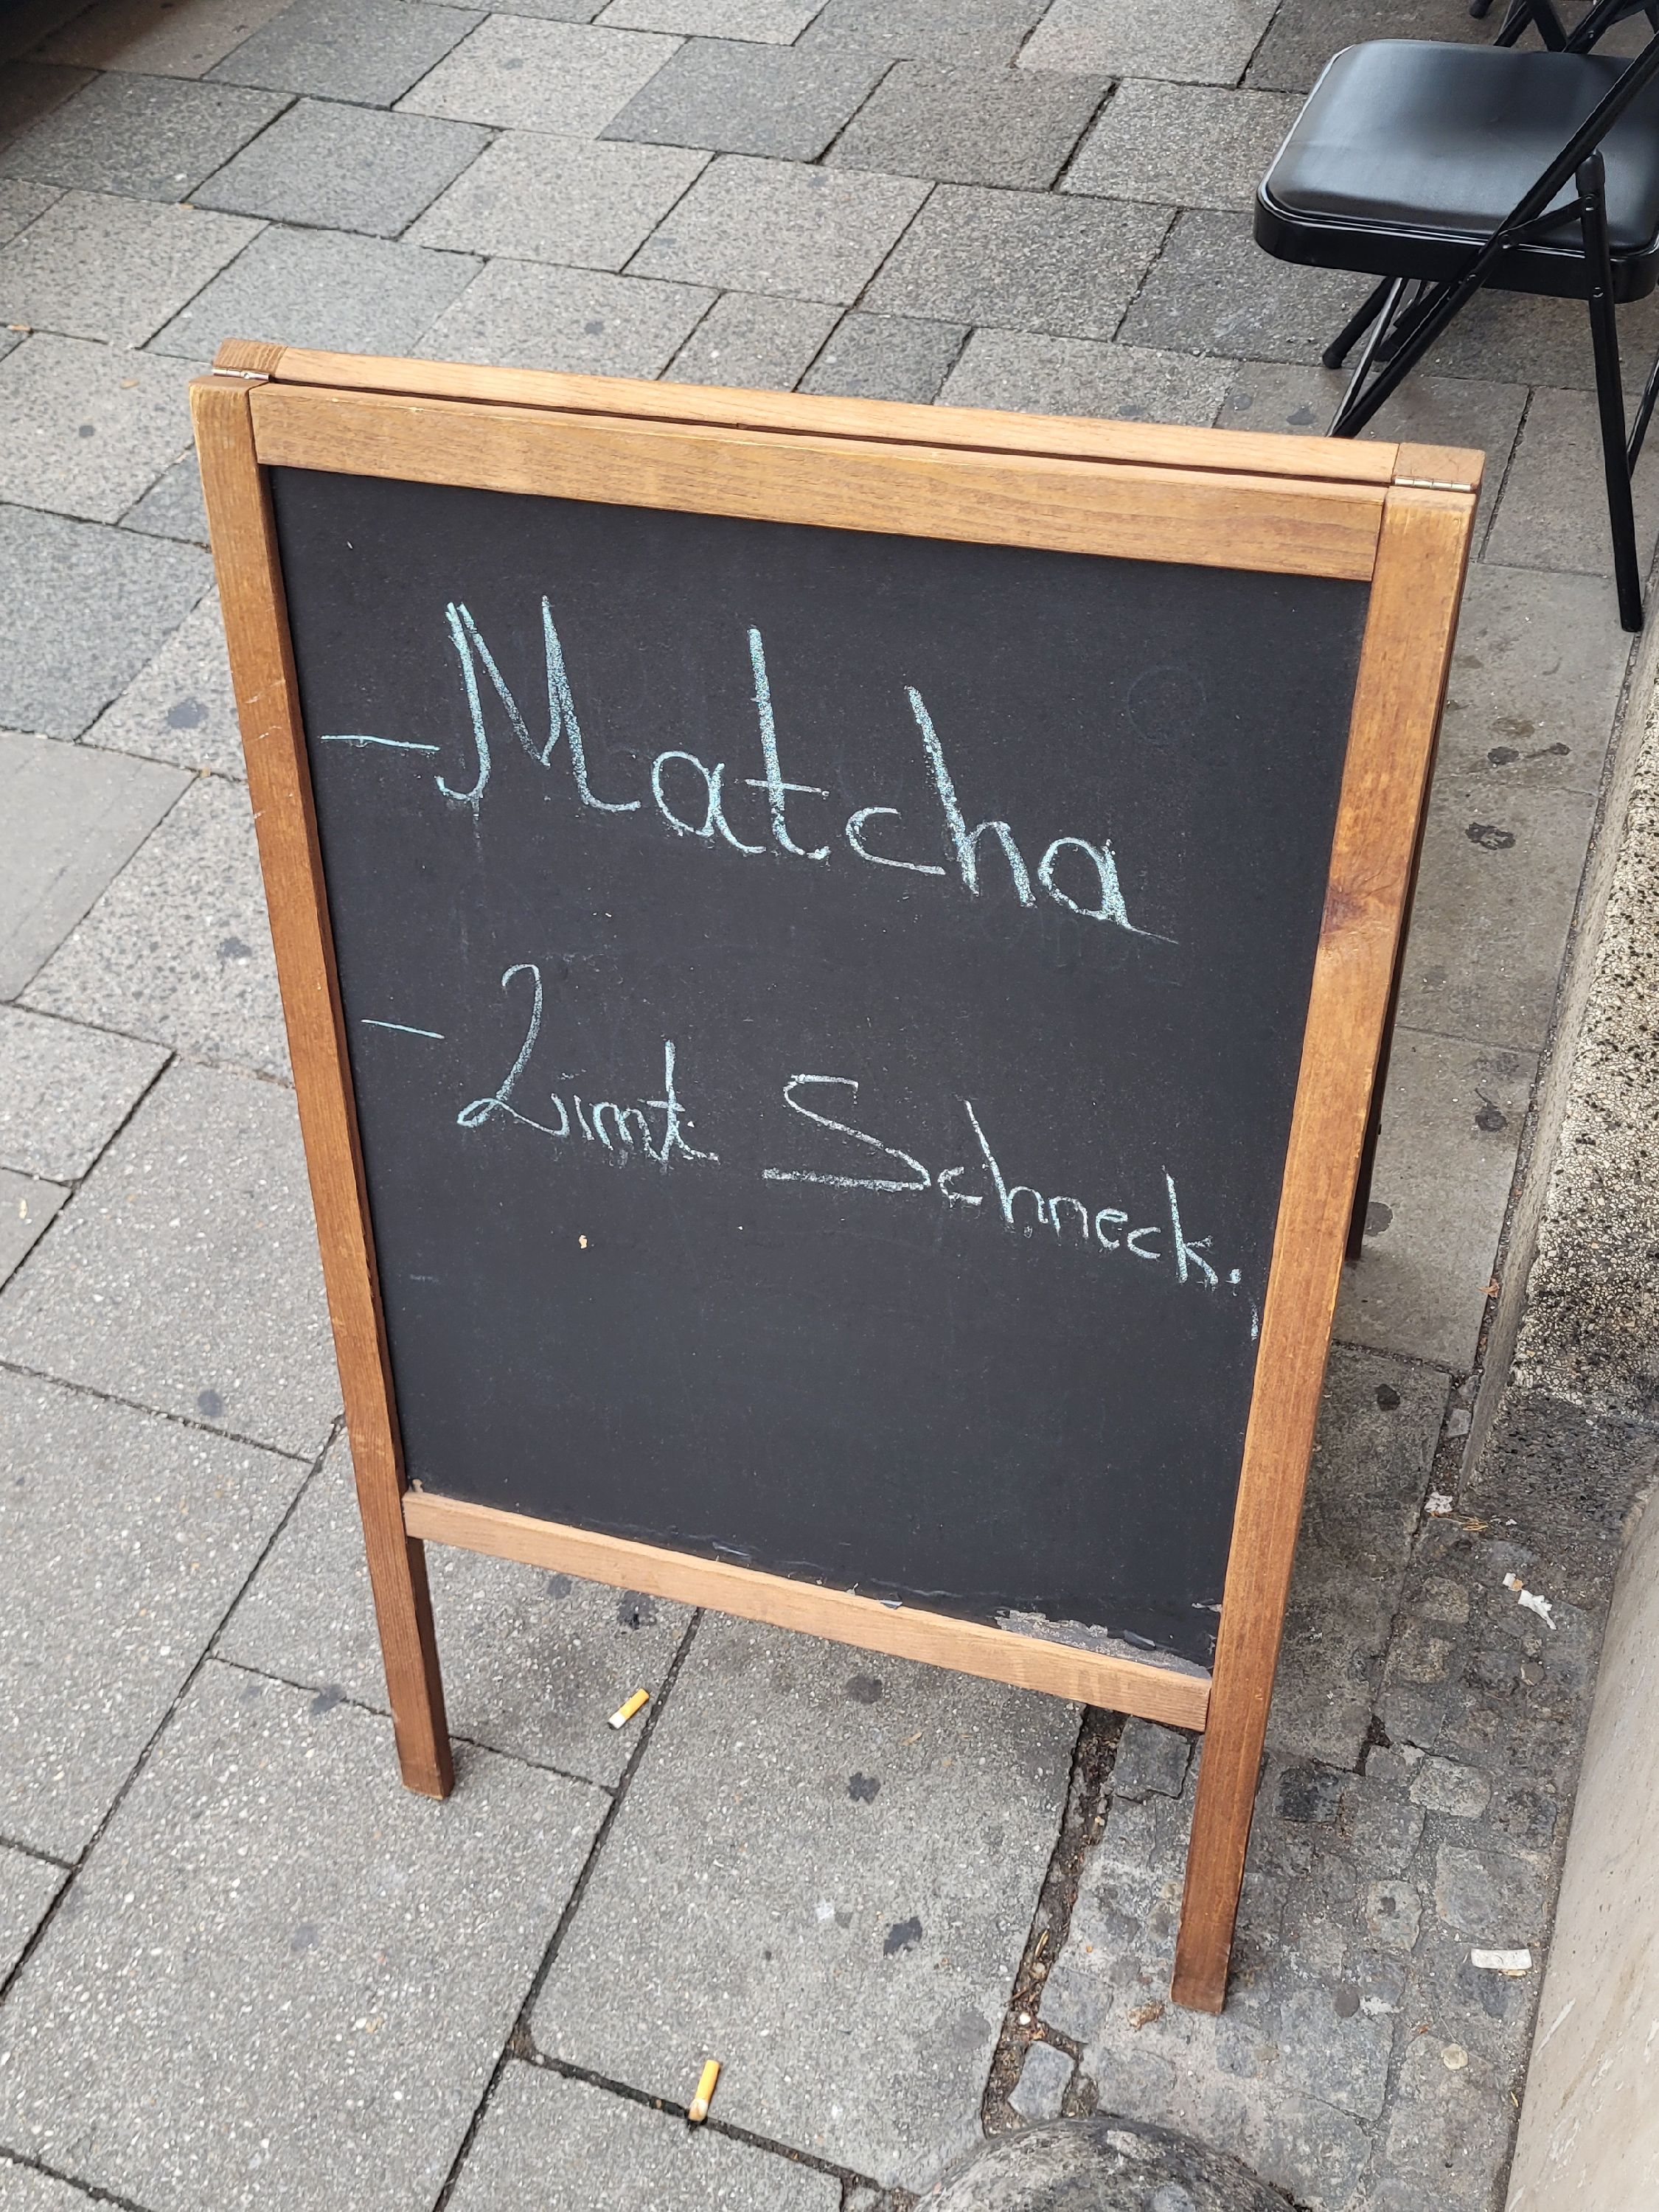 - Matcha
- Zimt Schneck.